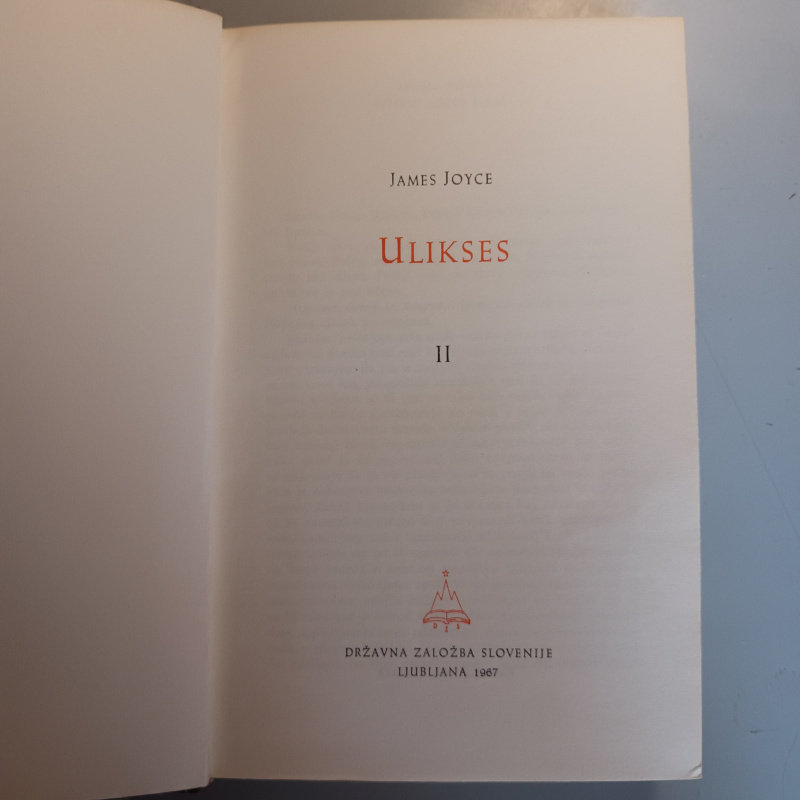 JAMES JOYCE
ULIKSES
II
D Z S
DRŽAVNA ZALOŽBA SLOVENIJE
LJUBLJANA 1967